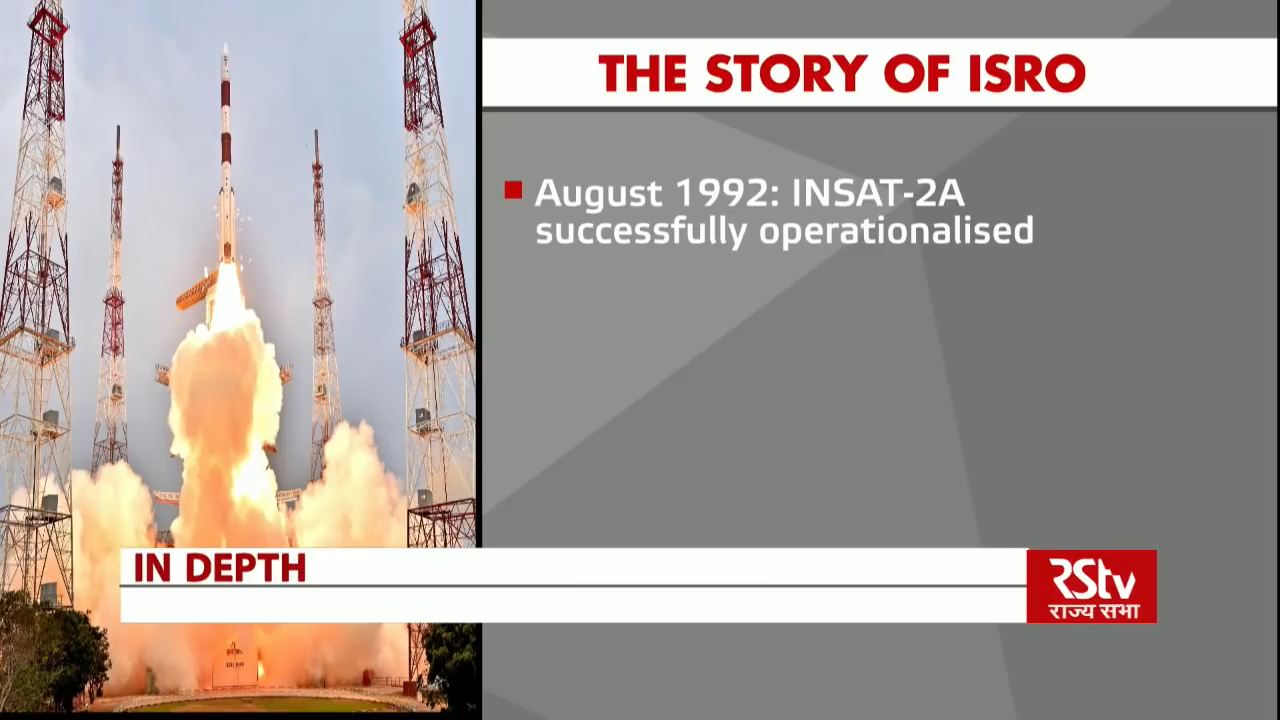 THE STORY OF ISRO
August 1992: INSAT-2A
successfully operationalised
IN DEPTH
RStv
राज्य सभा